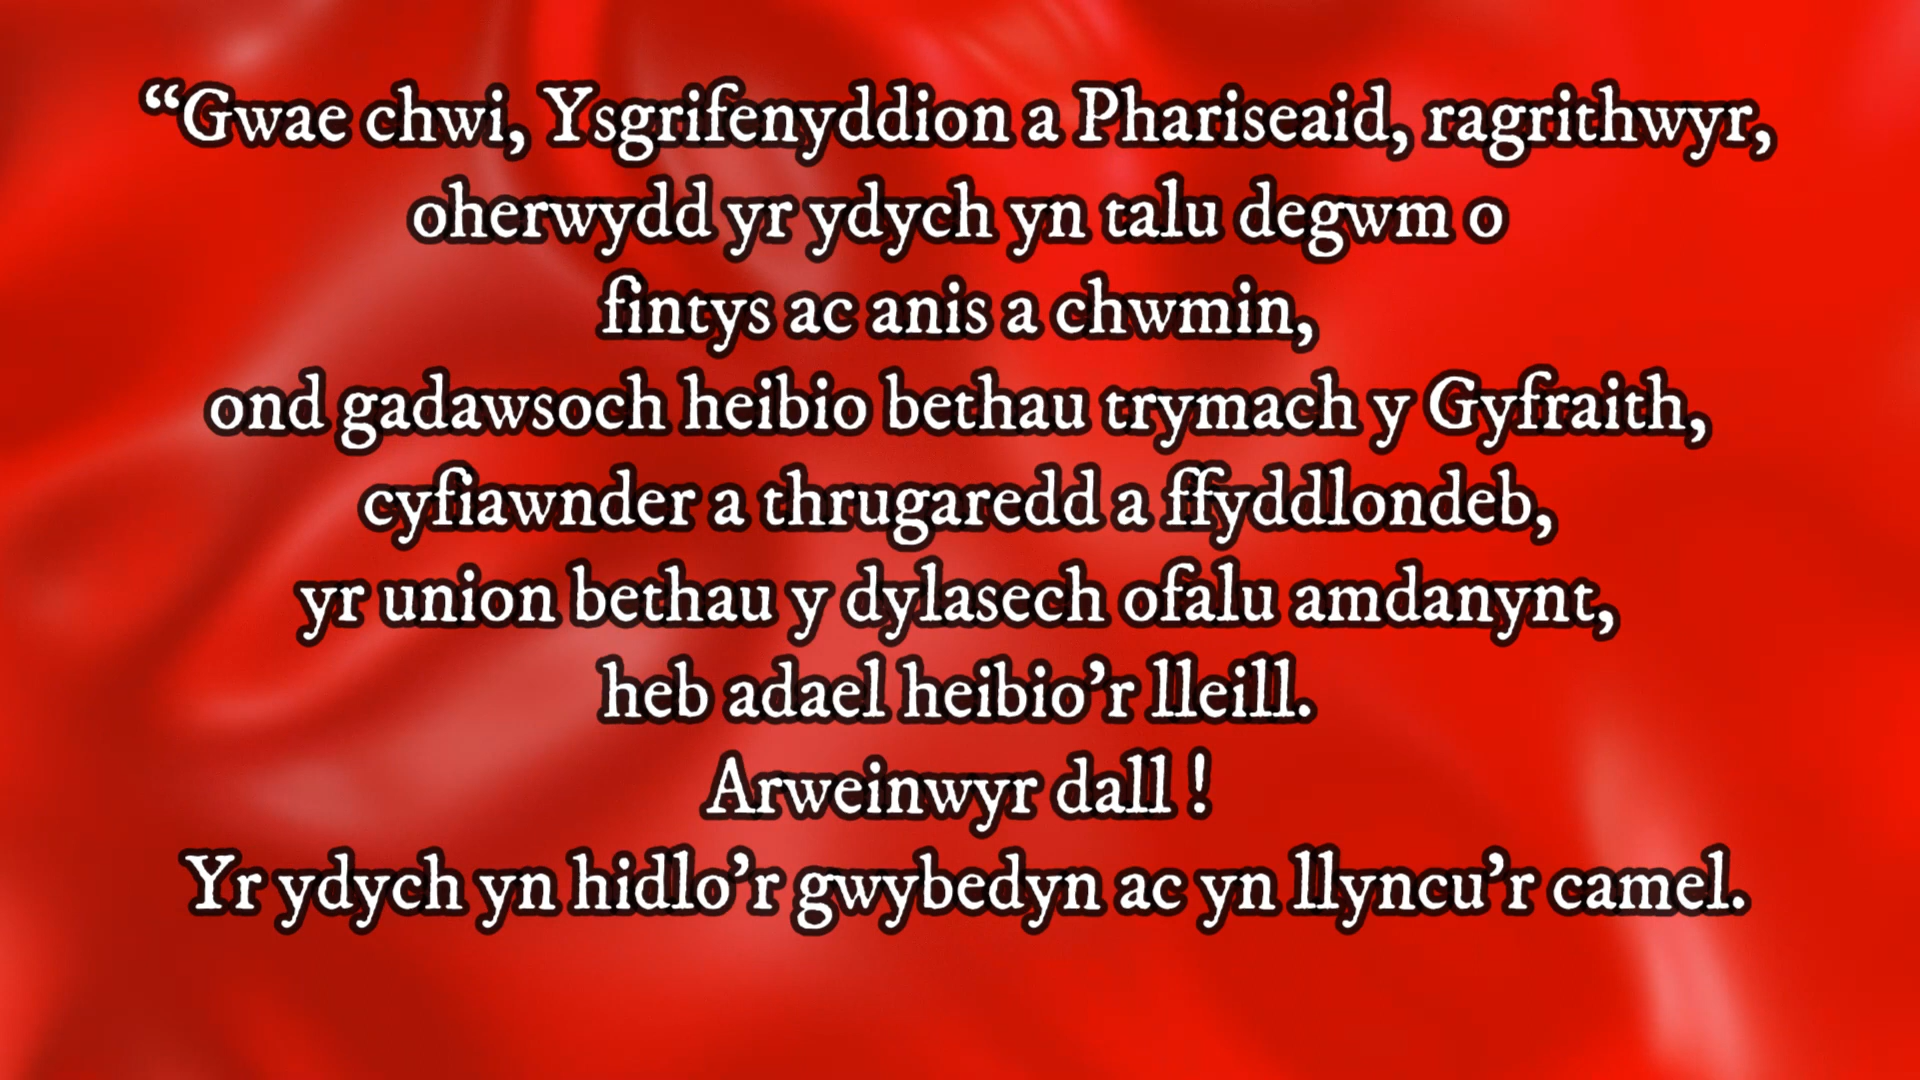 “Gwae chwi, Ysgrifenyddion a Phariseaid, ragrithwyr,
oherwydd yr ydych yn talu degwm o
fintys ac anis a chwmin,
ond gadawsoch heibio bethau trymach y Gyfraith,
cyfiawnder a thrugaredd a ffyddlondeb,
yr union bethau y dylasech ofalu amdanynt,
heb adael heibio’r lleill.
Arweinwyr dall !
Yr ydych yn hidlo’r gwybedyn ac yn llyncu’r camel.